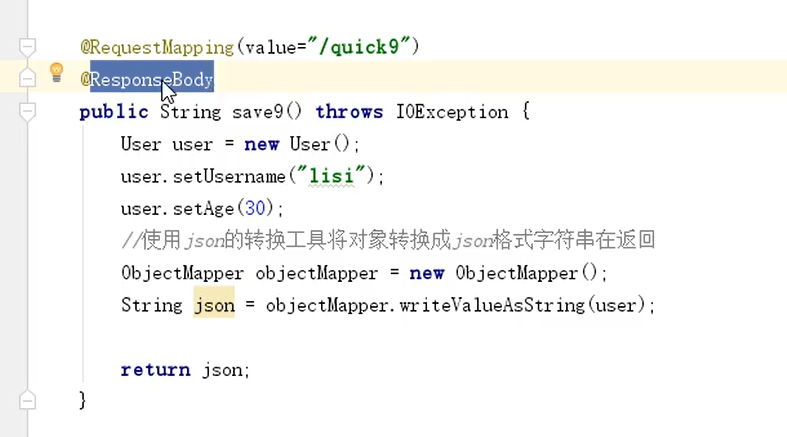 @RequestMapping(value="/quick9")
@ResponseBody
public String save9() throws IOException {
User user = new User();
user.setUsername("lisi");
user.setAge(30);
//使用json的转换工具将对象转换成json格式字符串在返回
ObjectMapper objectMapper = new ObjectMapper();
String json = objectMapper.writeValueAsString(user);
return json;
}